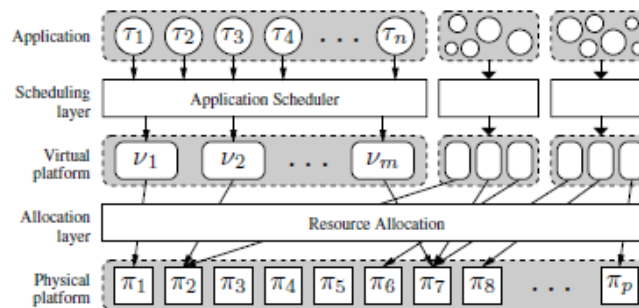 Application τ1 τ2 τ3 τ4 . . . τn
Scheduling layer Application Scheduler
Virtual platform ν1 ν2 . . . νm
Allocation layer Resource Allocation
Physical platform π1 π2 π3 π4 π5 π6 π7 π8 . . . πp